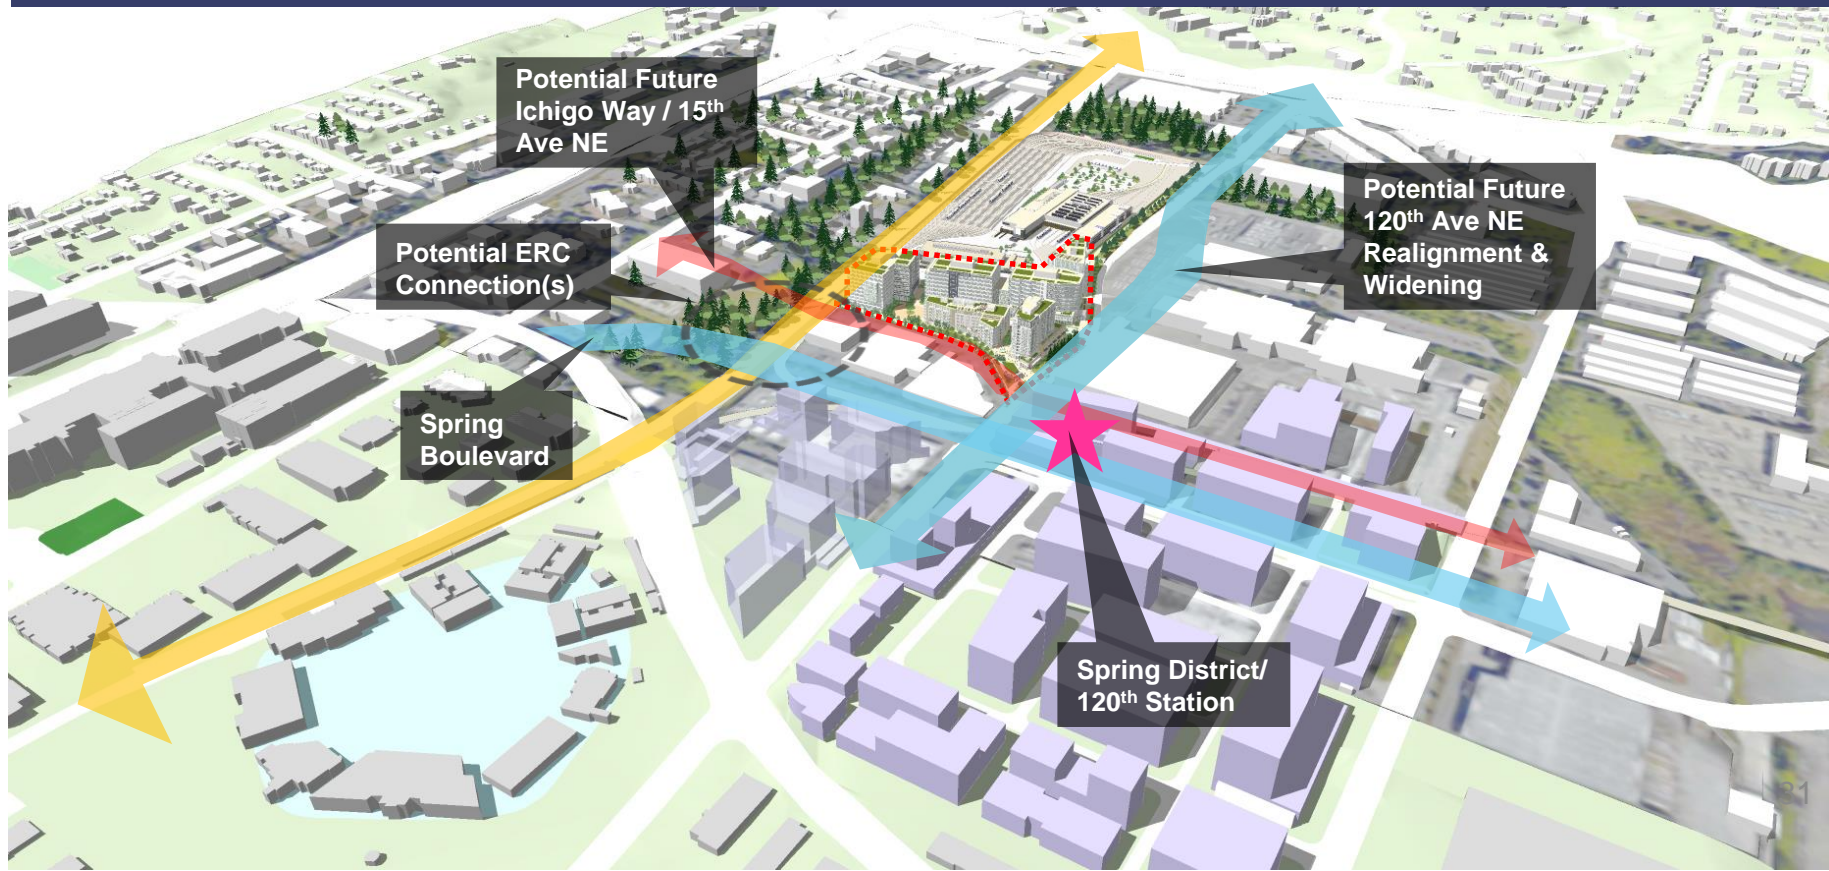 Potential Future
Ichigo Way / 15th
Ave NE
Potential ERC
Connection(s)
Potential Future
120th Ave NE
Realignment &
Widening
Spring
Boulevard
Spring District/
120th Station